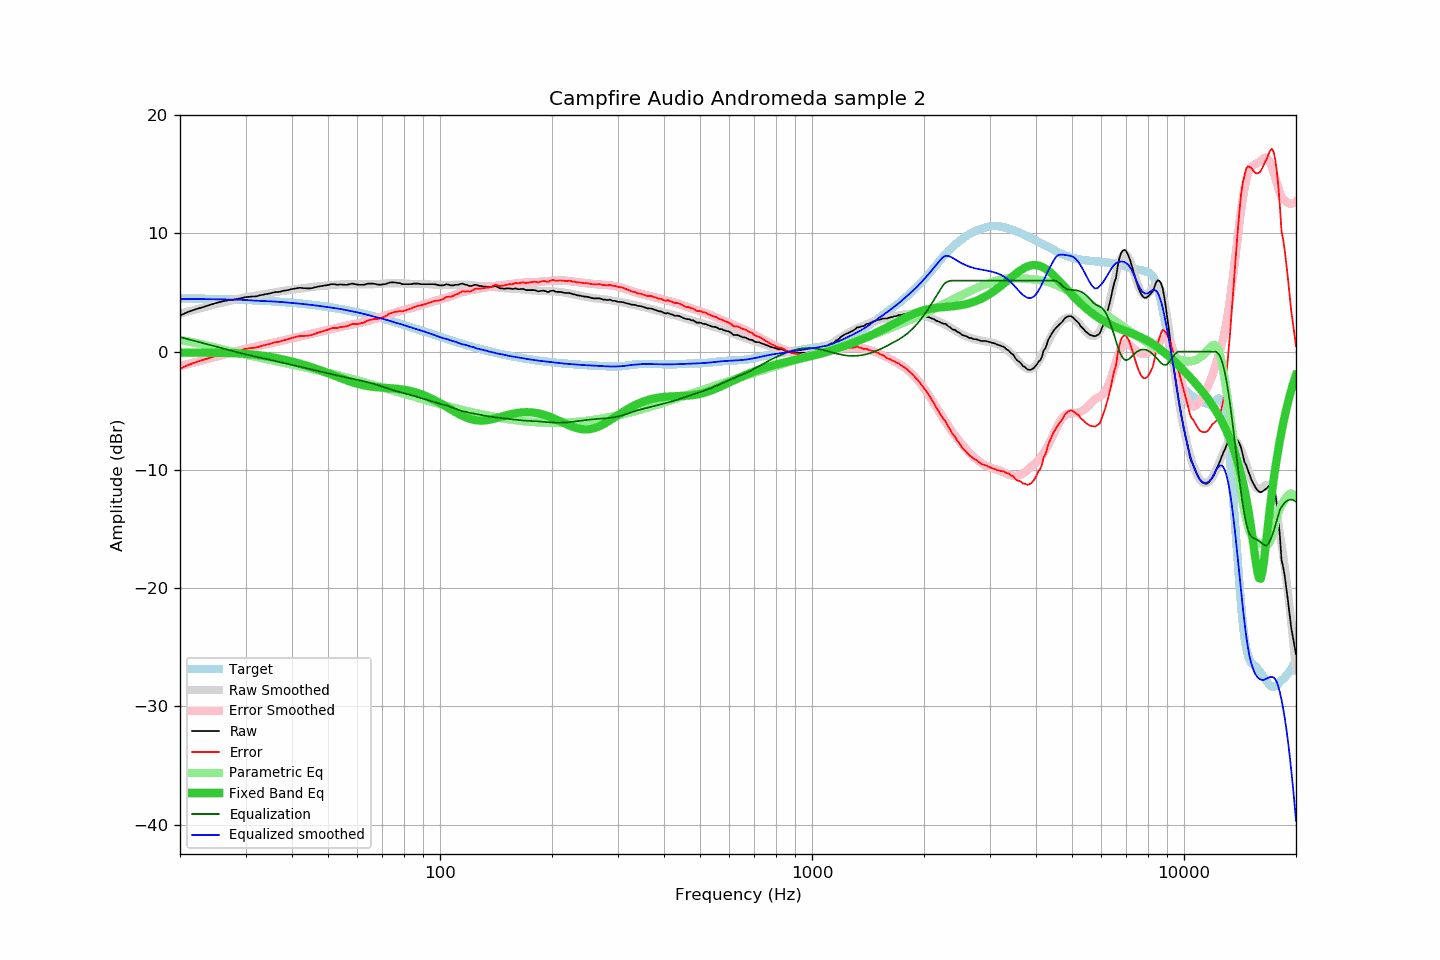 Campfire Audio Andromeda sample 2
20
10
0
−10
−20
−30
−40
Amplitude (dBr)
Target
Raw Smoothed
Error Smoothed
Raw
Error
Parametric Eq
Fixed Band Eq
Equalization
Equalized smoothed
100
1000
10000
Frequency (Hz)